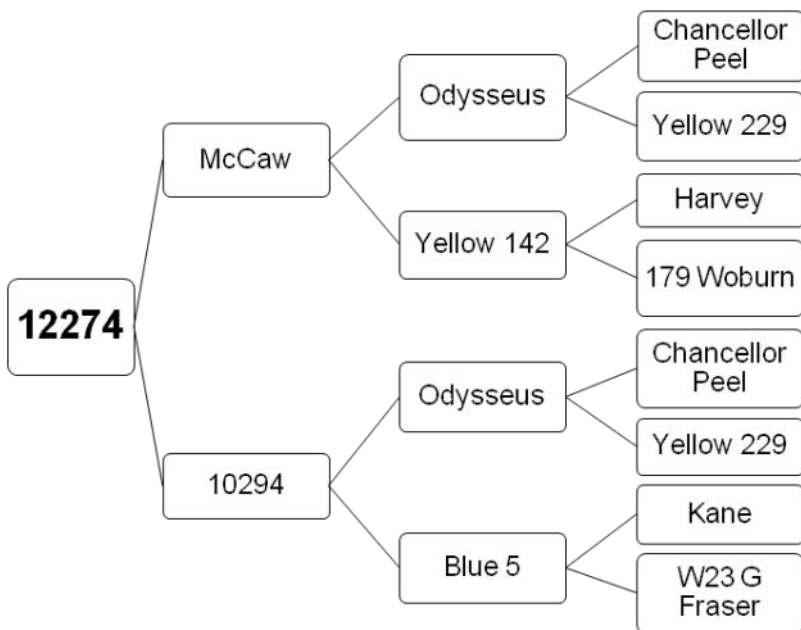 Chancellor
Peel
Odysseus
Yellow 229
McCaw
Harvey
Yellow 142
179 Woburn
12274
Chancellor
Peel
Odysseus
Yellow 229
10294
Kane
Blue 5
W23 G
Fraser